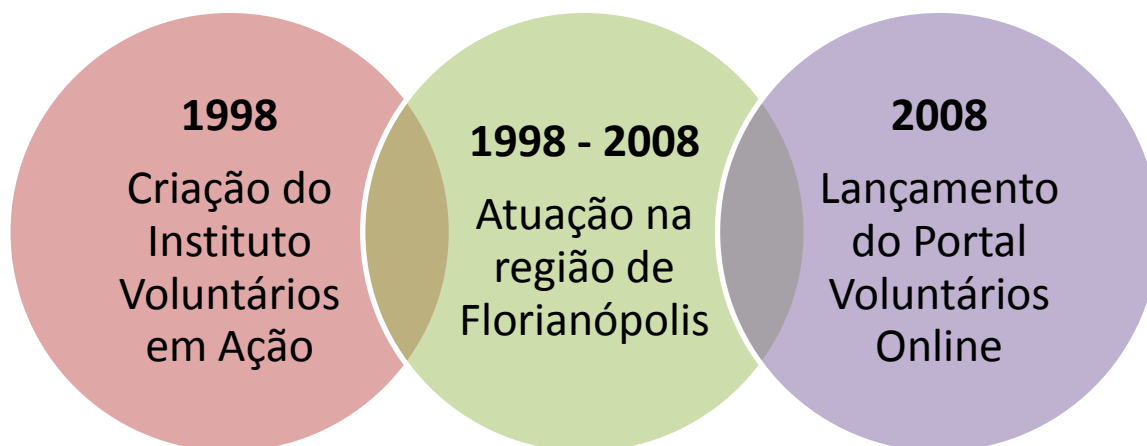 1998
Criação do
Instituto
Voluntários
em Ação
1998 - 2008
Atuação na
região de
Florianópolis
2008
Lançamento
do Portal
Voluntários
Online